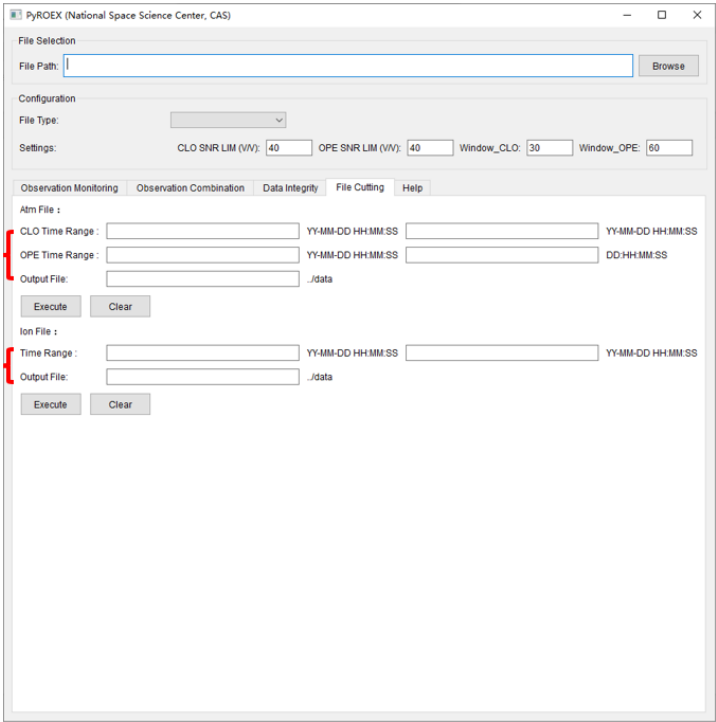 PyROEX (National Space Science Center, CAS)
File Selection
File Path: Browse
Configuration
File Type:
Settings: CLO SNR LIM (V/V): 40 OPE SNR LIM (V/V): 40 Window_CLO: 30 Window_OPE: 60
Observation Monitoring Observation Combination Data Integrity File Cutting Help
Atm File：
CLO Time Range : YY-MM-DD HH:MM:SS YY-MM-DD HH:MM:SS
OPE Time Range : YY-MM-DD HH:MM:SS DD:HH:MM:SS
Output File: ../data
Execute Clear
Ion File：
Time Range : YY-MM-DD HH:MM:SS YY-MM-DD HH:MM:SS
Output File: ../data
Execute Clear